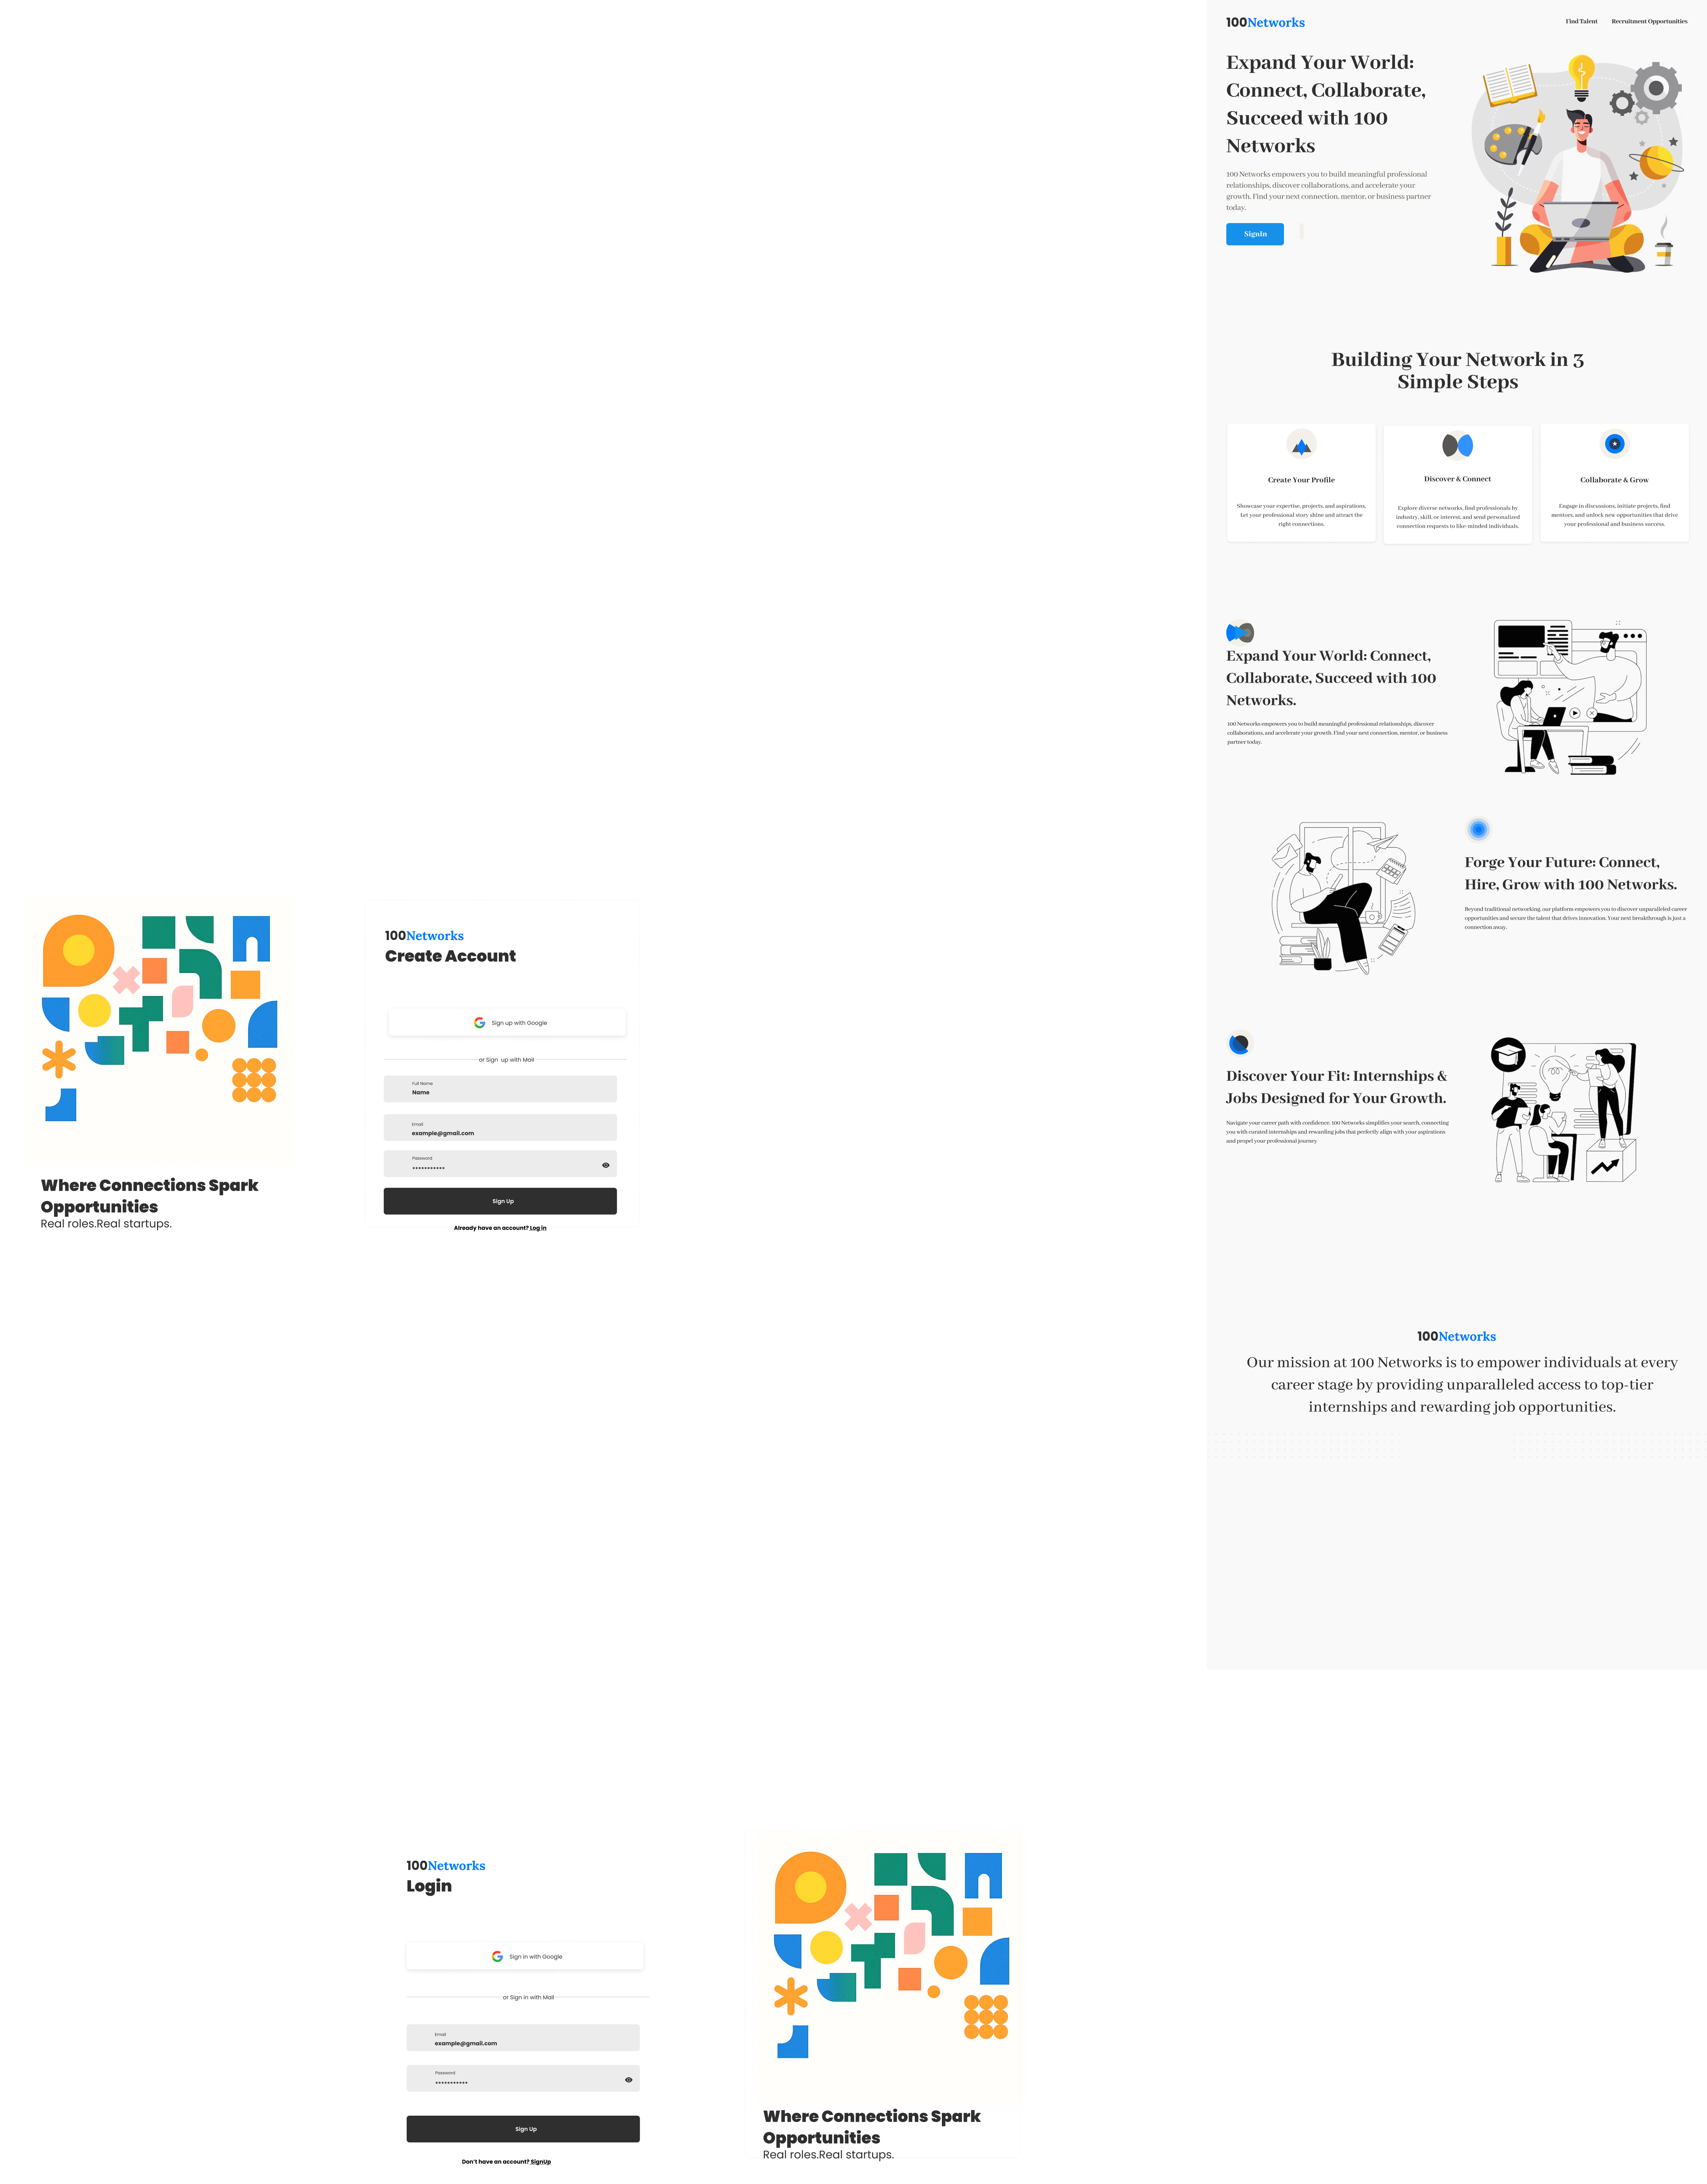 100Networks
Find Talent
Recruitment Opportunities
Expand Your World:
Connect, Collaborate,
Succeed with 100
Networks
100 Networks empowers you to build meaningful professional
relationships, discover collaborations, and accelerate your
growth. Find your next connection, mentor, or business partner
today.
SignIn
Building Your Network in 3
Simple Steps
Create Your Profile
Showcase your expertise, projects, and aspirations.
Let your professional story shine and attract the
right connections.
Discover & Connect
Explore diverse networks, find professionals by
industry, skill, or interest, and send personalized
connection requests to like-minded individuals.
Collaborate & Grow
Engage in discussions, initiate projects, find
mentors, and unlock new opportunities that drive
your professional and business success.
Expand Your World: Connect,
Collaborate, Succeed with 100
Networks.
100 Networks empowers you to build meaningful professional relationships, discover
collaborations, and accelerate your growth. Find your next connection, mentor, or business
partner today.
Forge Your Future: Connect,
Hire, Grow with 100 Networks.
Beyond traditional networking, our platform empowers you to discover unparalleled career
opportunities and secure the talent that drives innovation. Your next breakthrough is just a
connection away.
Discover Your Fit: Internships &
Jobs Designed for Your Growth.
Navigate your career path with confidence. 100 Networks simplifies your search, connecting
you with curated internships and rewarding jobs that perfectly align with your aspirations
and propel your professional journey
100Networks
Our mission at 100 Networks is to empower individuals at every
career stage by providing unparalleled access to top-tier
internships and rewarding job opportunities.
Where Connections Spark
Opportunities
Real roles.Real startups.
100Networks
Create Account
Sign up with Google
or Sign up with Mail
Full Name
Name
Email
example@gmail.com
Password
***********
Sign Up
Already have an account? Log in
100Networks
Login
Sign in with Google
or Sign in with Mail
Email
example@gmail.com
Password
***********
Sign Up
Don't have an account? SignUp
Where Connections Spark
Opportunities
Real roles.Real startups.